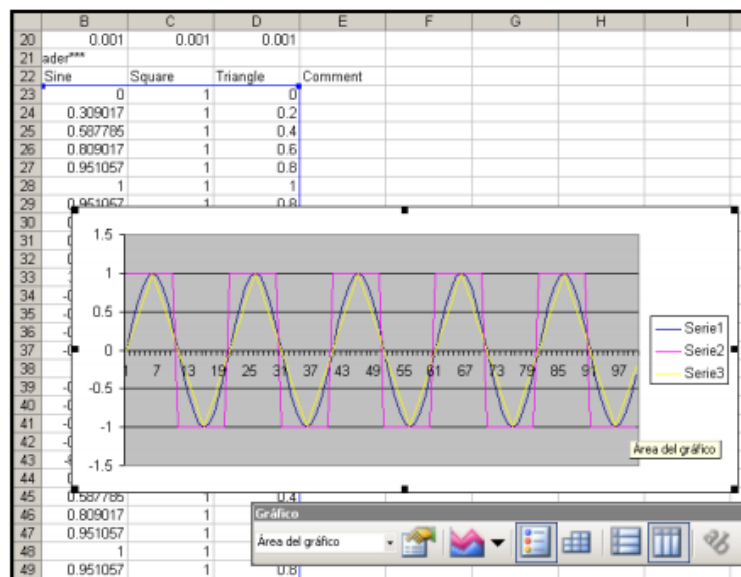 B C D E F G H I
20 0.001 0.001 0.001
21 ader***
22 Sine Square Triangle Comment
23 0 1 0
24 0.309017 1 0.2
25 0.587785 1 0.4
26 0.809017 1 0.6
27 0.951057 1 0.8
28 1 1 1
29 0.951057 1 0.8
30
31
32
33
34
35
36
37
38
39
40
41
42
43
44
1.5
1
0.5
0
-0.5
-1
-1.5
1 7 13 19 25 31 37 43 49 55 61 67 73 79 85 91 97
Serie1
Serie2
Serie3
Área del gráfico
45 0.587785 1 0.4
46 0.809017 1
47 0.951057 1
48 1 1
49 0.951057 1 0.8
Gráfico
Área del gráfico